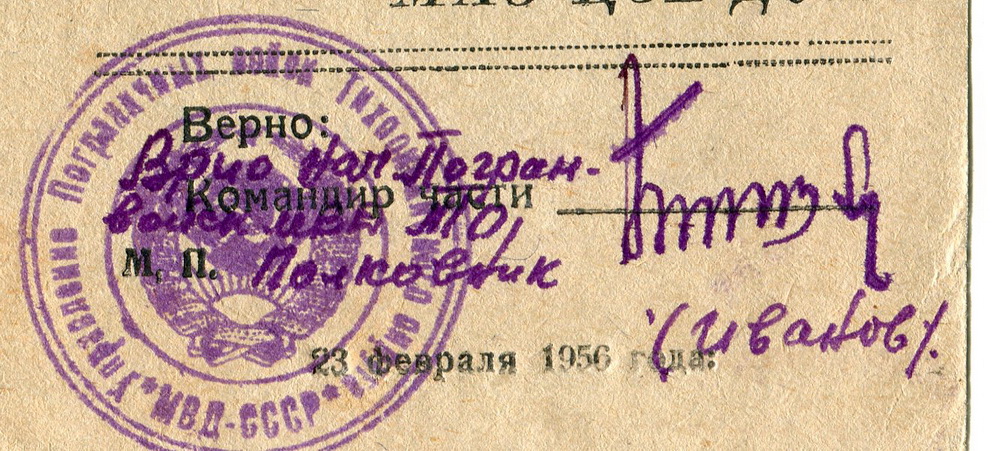 Верно:
Врио Нач Погран-
Командир части
войск МВД ТО,
М. П. Полковник
(Иванов).
23 февраля 1956 года.
Управление Пограничных войск МВД-СССР